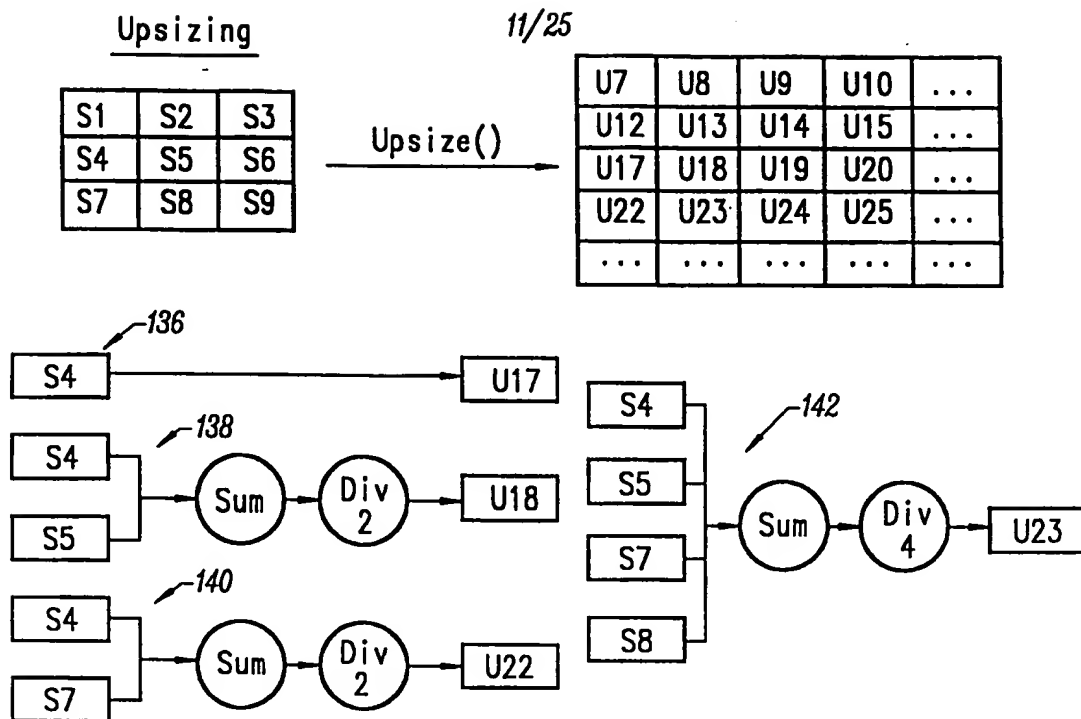 Upsizing
11/25
S1 S2 S3
S4 S5 S6
S7 S8 S9
Upsize()
U7 U8 U9 U10 ...
U12 U13 U14 U15 ...
U17 U18 U19 U20 ...
U22 U23 U24 U25 ...
... ... ... ... ...
136
S4 U17
138
S4
S5
Sum
Div 2
U18
140
S4
S7
Sum
Div 2
U22
142
S4
S5
S7
S8
Sum
Div 4
U23